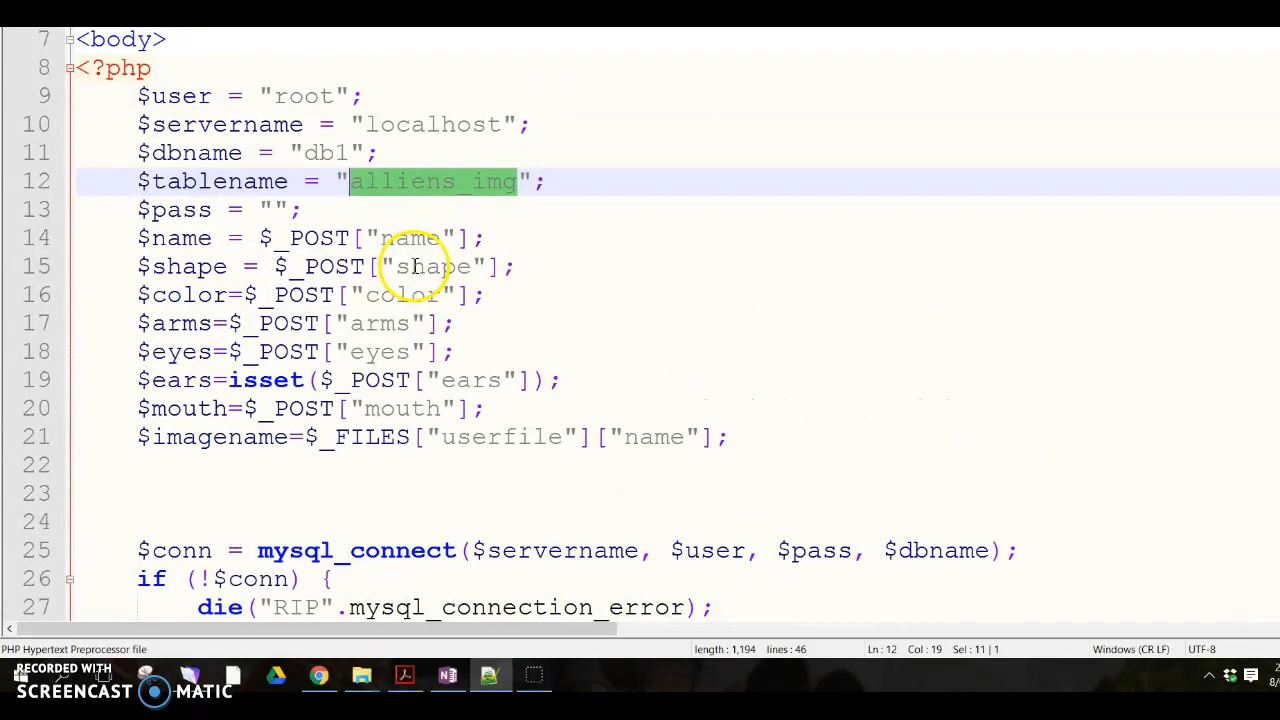 7 <body>
8 <?php
9 $user = "root";
10 $servername = "localhost";
11 $dbname = "db1";
12 $tablename = "alliens_img";
13 $pass = "";
14 $name = $_POST["name"];
15 $shape = $_POST["shape"];
16 $color=$_POST["color"];
17 $arms=$_POST["arms"];
18 $eyes=$_POST["eyes"];
19 $ears=isset($_POST["ears"]);
20 $mouth=$_POST["mouth"];
21 $imagename=$_FILES["userfile"]["name"];
22
23
24
25 $conn = mysql_connect($servername, $user, $pass, $dbname);
26 if (!$conn) {
27 die("RIP".mysql_connection_error);
PHP Hypertext Preprocessor file length : 1,194 lines : 46 Ln : 12 Col : 19 Sel : 11 | 1 Windows (CR LF) UTF-8
RECORDED WITH
SCREENCAST MATIC